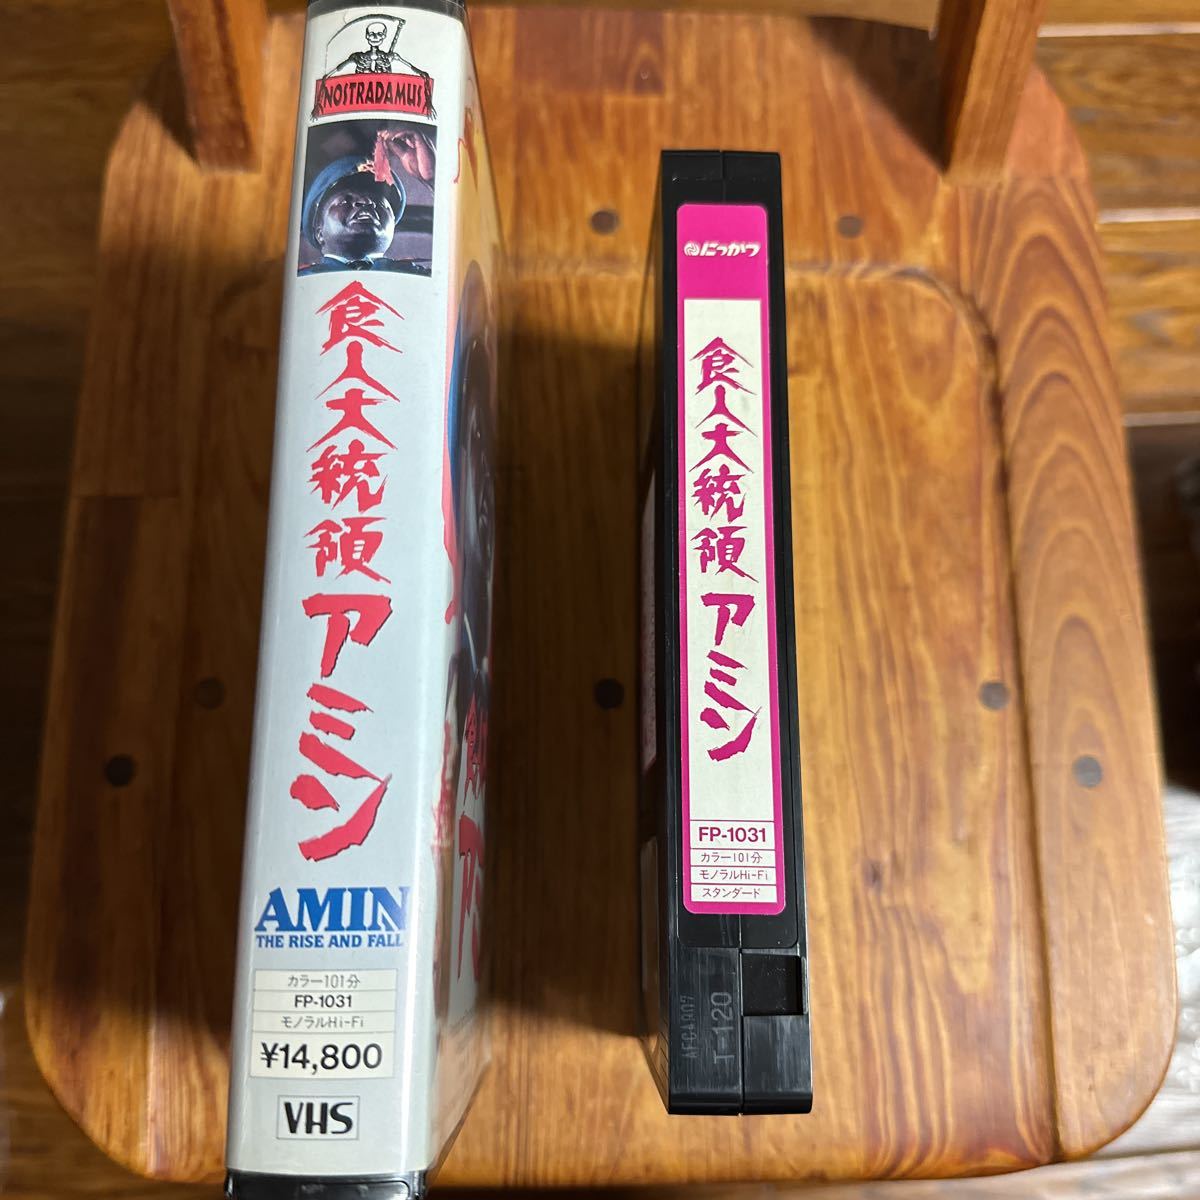 NOSTRADAMUS
食人大統領アミン
AMIN
THE RISE AND FALL
カラー101分
FP-1031
モノラルHi-Fi
¥14,800
VHS
にっかつ
食人大統領アミン
FP-1031
カラー101分
モノラルHi-Fi
スタンダード
T-120